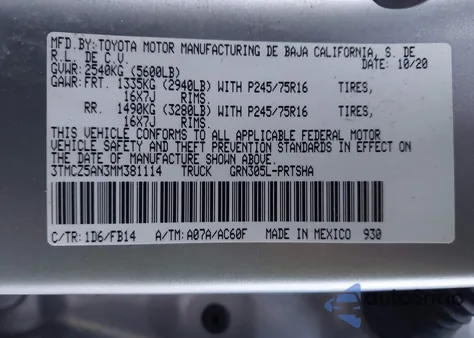 MFD. BY: TOYOTA MOTOR MANUFACTURING DE BAJA CALIFORNIA, S. DE
R.L. DE C.V. DATE: 10/20
GVWR: 2540KG (5600LB)
GAWR: FRT. 1335KG (2940LB) WITH P245/75R16 TIRES,
16X7J RIMS.
RR. 1490KG (3280LB) WITH P245/75R16 TIRES,
16X7J RIMS.
THIS VEHICLE CONFORMS TO ALL APPLICABLE FEDERAL MOTOR
VEHICLE SAFETY AND THEFT PREVENTION STANDARDS IN EFFECT ON
THE DATE OF MANUFACTURE SHOWN ABOVE.
3TMCZ5AN3MM381114 TRUCK GRN305L-PRTSHA
C/TR: 1D6/FB14 A/TM: A07A/AC60F MADE IN MEXICO 930